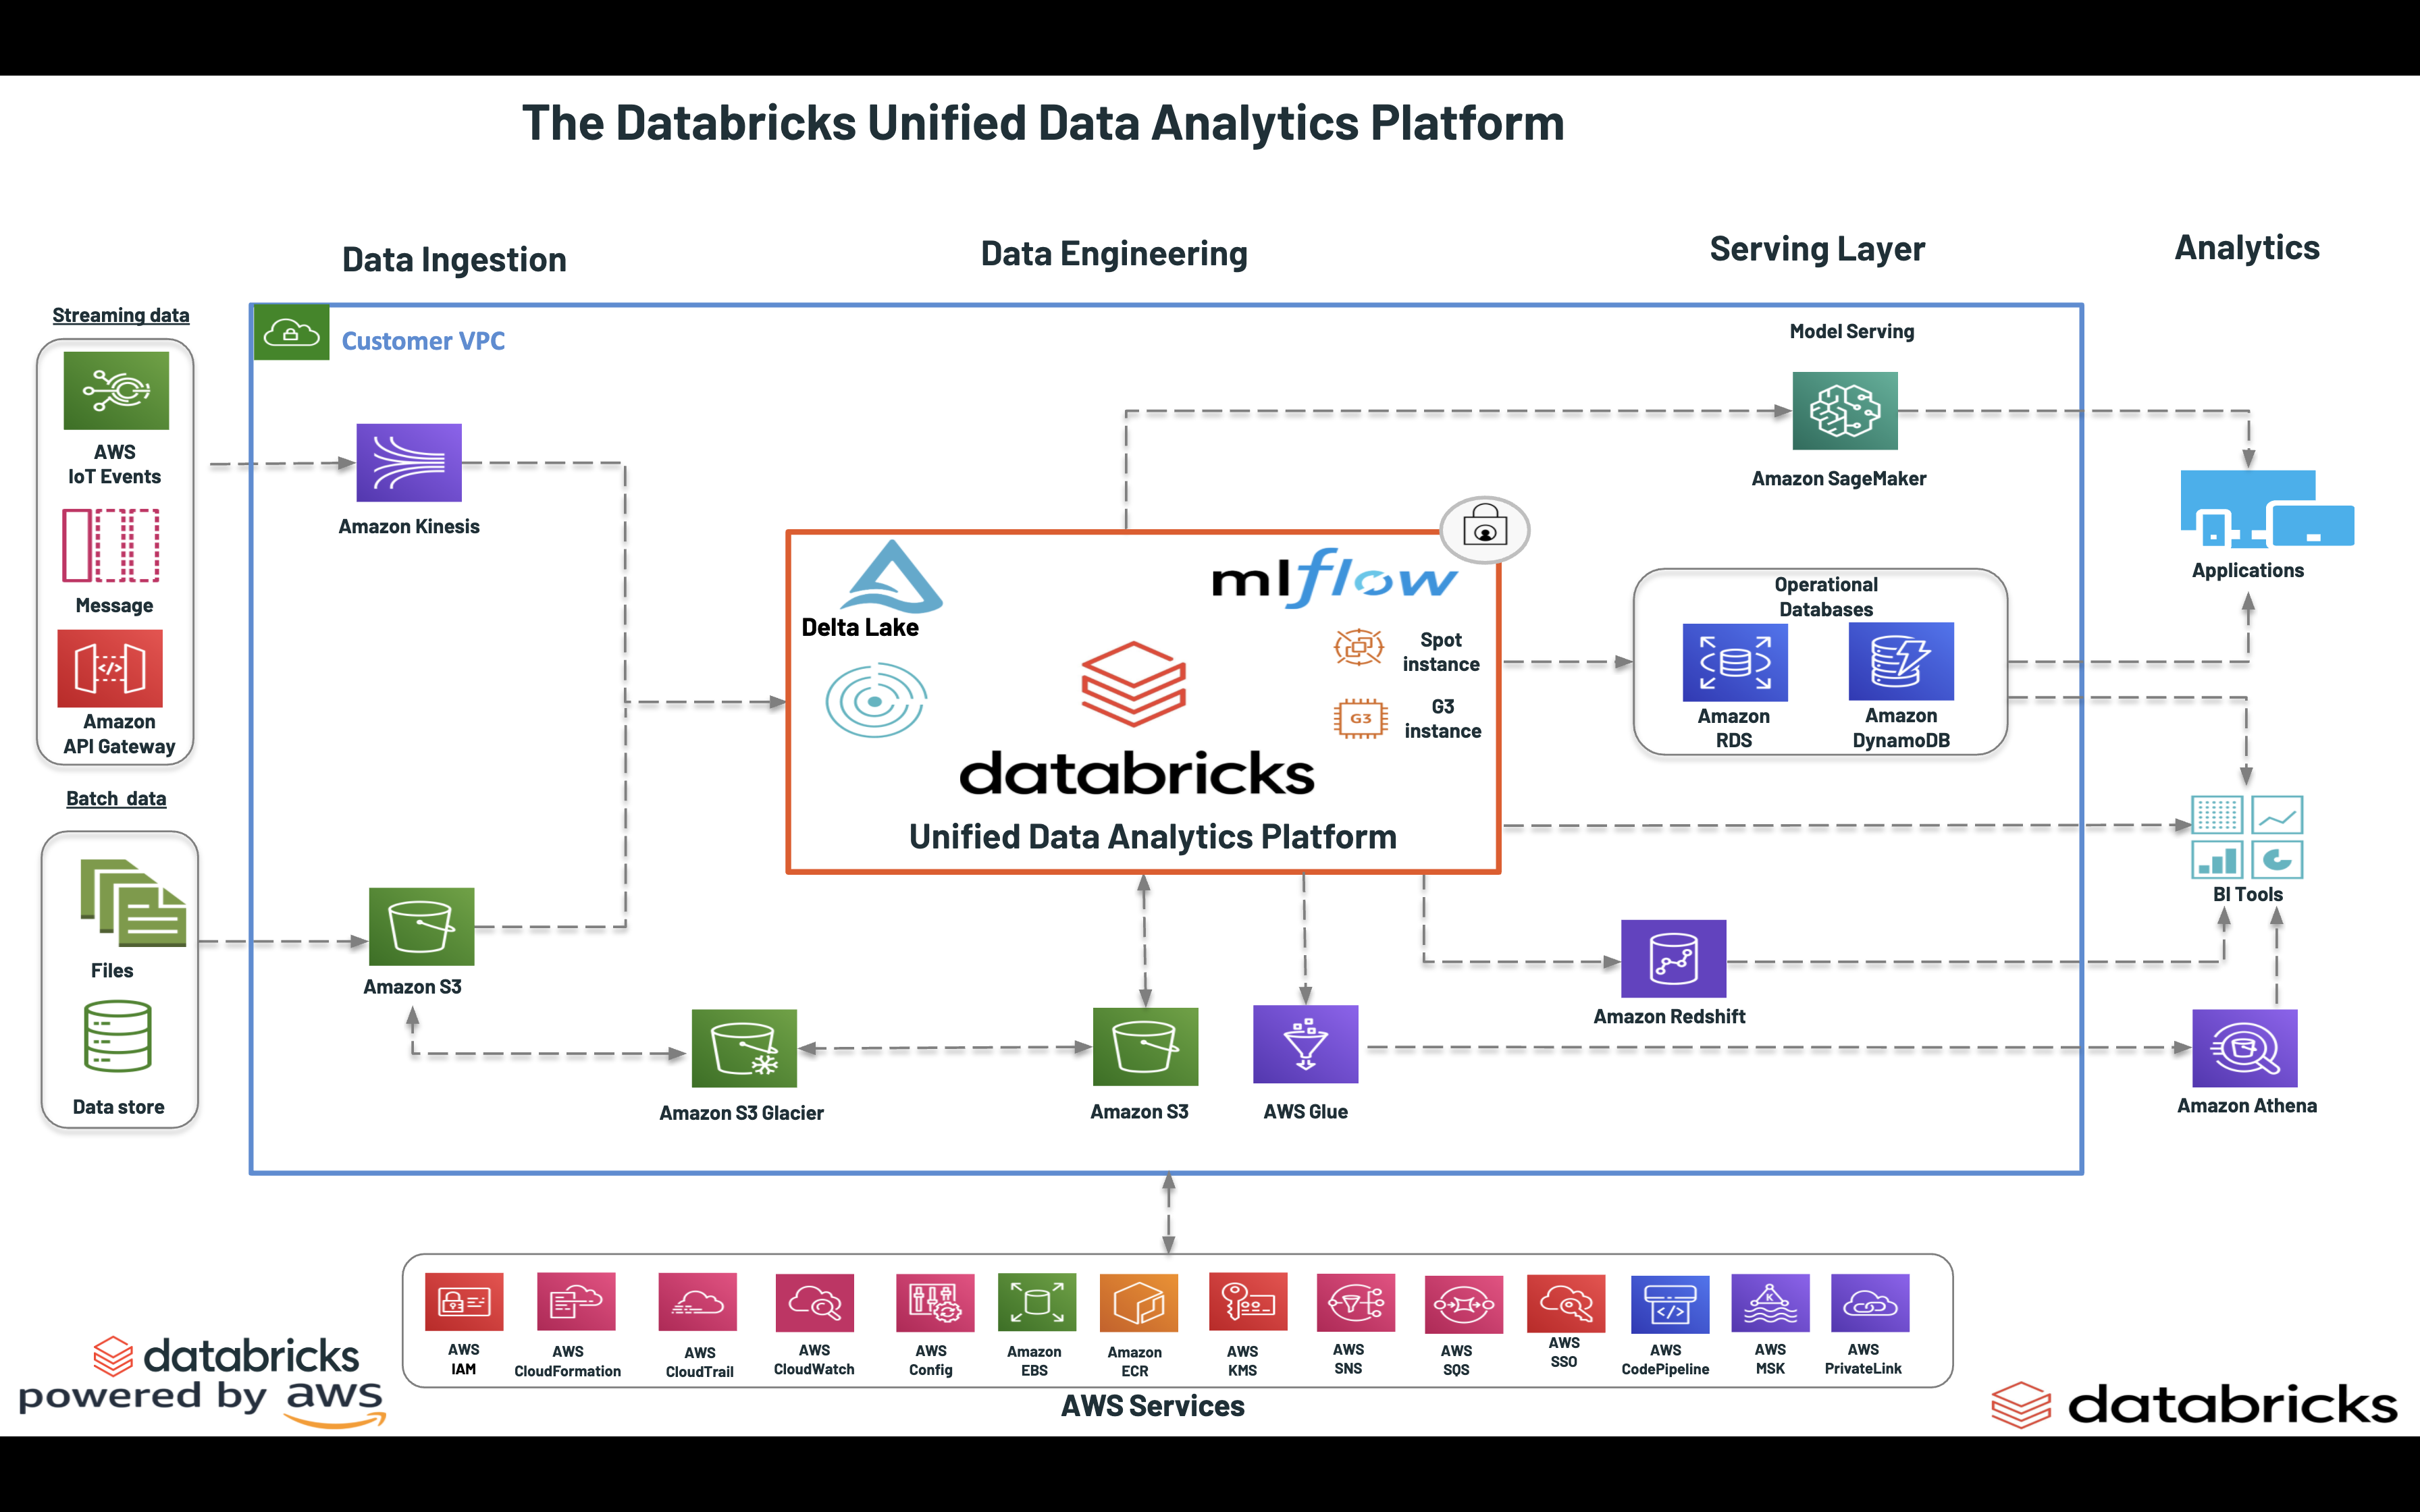 The Databricks Unified Data Analytics Platform
Data Ingestion
Data Engineering
Serving Layer
Analytics
Streaming data
AWS
IoT Events
Message
Amazon
API Gateway
Batch data
Files
Data store
Customer VPC
Amazon Kinesis
Amazon S3
Amazon S3 Glacier
Delta Lake
mlflow
Spot
instance
G3
G3
instance
databricks
Unified Data Analytics Platform
Amazon S3
AWS Glue
Model Serving
Amazon SageMaker
Operational
Databases
Amazon
RDS
Amazon
DynamoDB
Amazon Redshift
Applications
BI Tools
Amazon Athena
AWS
IAM
AWS
CloudFormation
AWS
CloudTrail
AWS
CloudWatch
AWS
Config
Amazon
EBS
Amazon
ECR
AWS
KMS
AWS
SNS
AWS
SQS
AWS
SSO
AWS
CodePipeline
K
AWS
MSK
AWS
PrivateLink
AWS Services
databricks
powered by aws
databricks